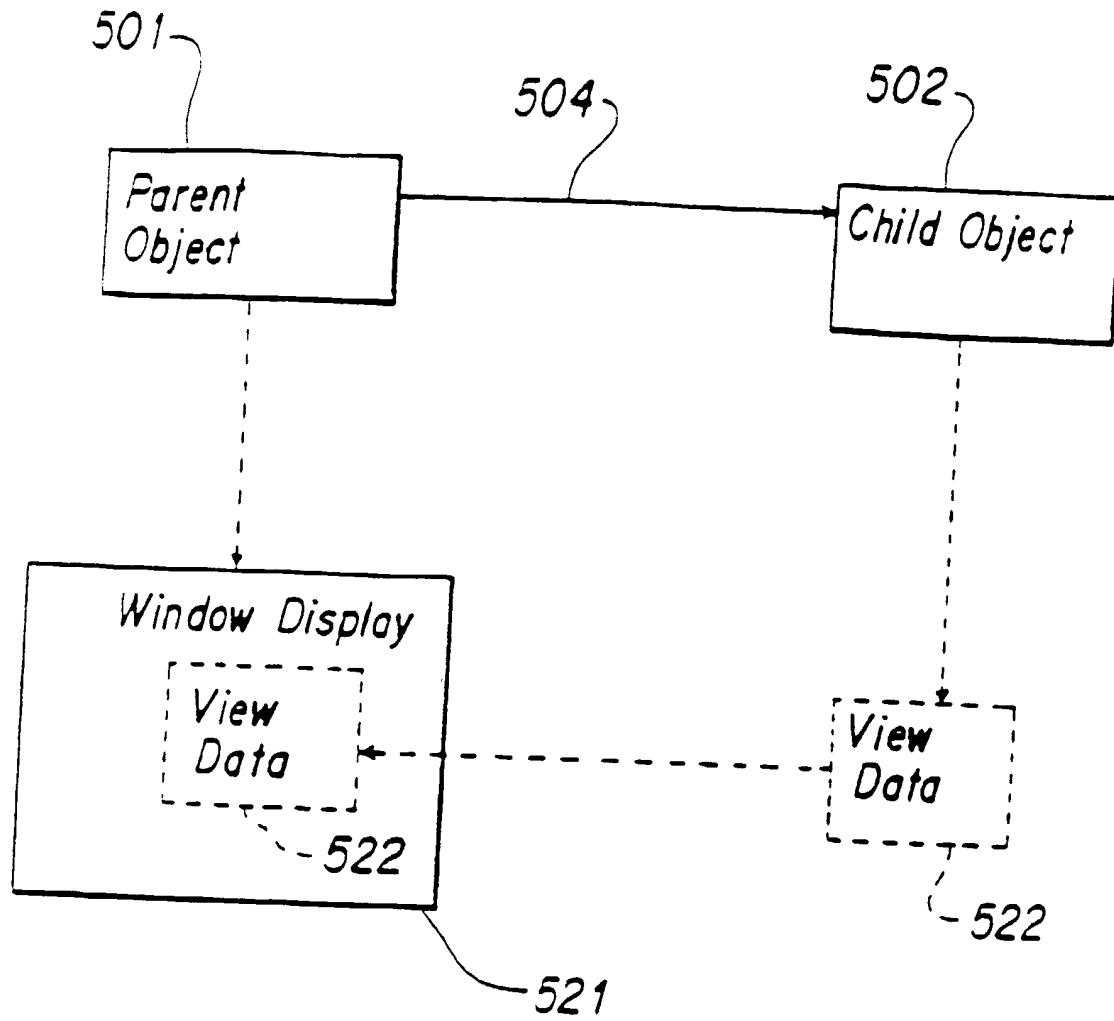 501
504
502
Parent
Object
Child Object
Window Display
View
Data
522
521
View
Data
522